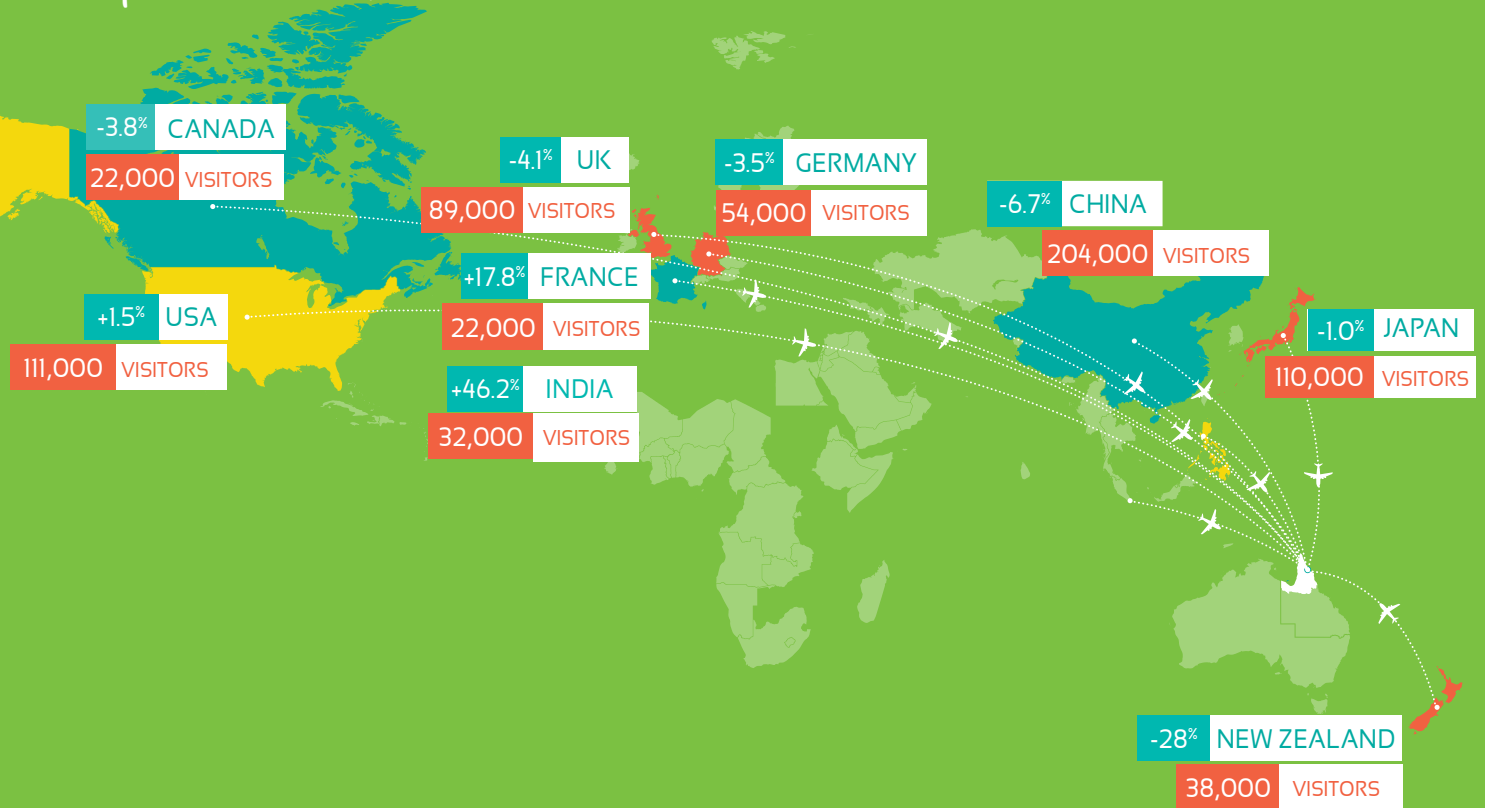 -3.8% CANADA
22,000 VISITORS
-4.1% UK
89,000 VISITORS
-3.5% GERMANY
54,000 VISITORS
-6.7% CHINA
204,000 VISITORS
+17.8% FRANCE
22,000 VISITORS
+1.5% USA
111,000 VISITORS
-1.0% JAPAN
110,000 VISITORS
+46.2% INDIA
32,000 VISITORS
-28% NEW ZEALAND
38,000 VISITORS